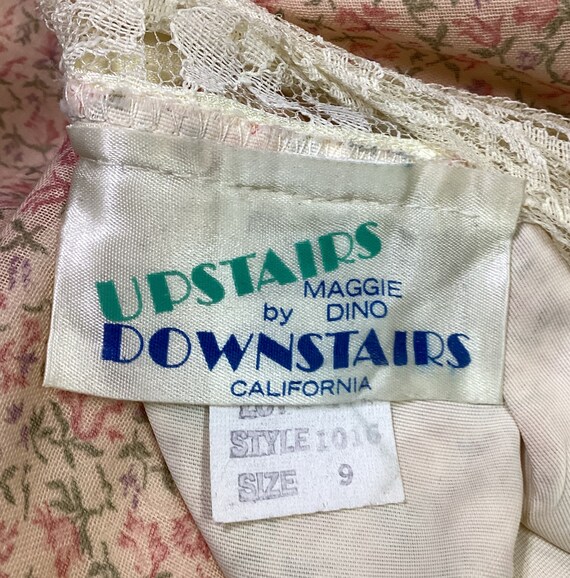 UPSTAIRS
by MAGGIE DINO
DOWNSTAIRS
CALIFORNIA
STYLE 1016
SIZE 9